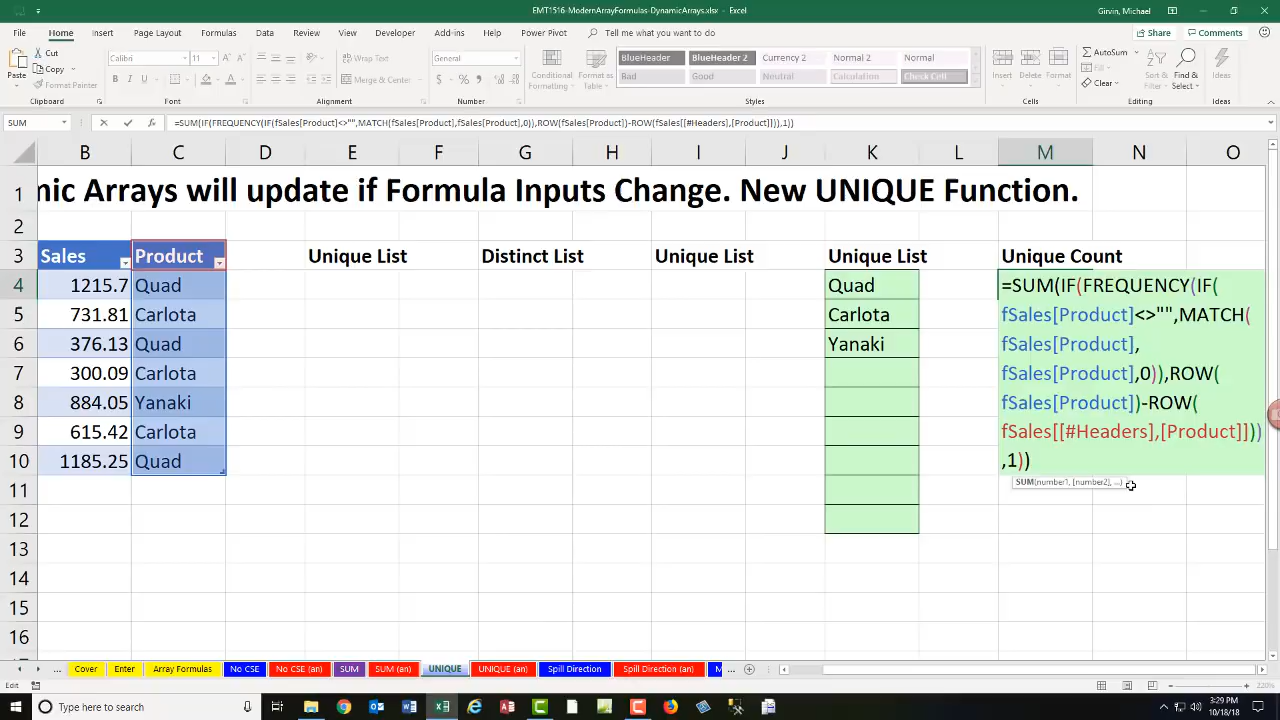 EMT1516-ModernArrayFormulas-DynamicArrays.xlsx - Excel
Girvin, Michael
File Home Insert Page Layout Formulas Data Review View Developer Add-ins Help Power Pivot Tell me what you want to do Share Comments
Paste Cut Copy Format Painter
Clipboard
Calibri 11
B I U
Font
Wrap Text
Merge & Center
Alignment
General
$ % ,
Number
Conditional Formatting Format as Table
BlueHeader BlueHeader 2 Currency 2 Normal 2 Normal
Bad Good Neutral Calculation Check Cell
Styles
Insert Delete Format
Cells
AutoSum Fill Clear
Sort & Filter Find & Select
Editing
Ideas
Ideas
SUM =SUM(IF(FREQUENCY(IF(fSales[Product]<>"",MATCH(fSales[Product],fSales[Product],0)),ROW(fSales[Product])-ROW(fSales[[#Headers],[Product]])),1))
B C D E F G H I J K L M N O
1 mic Arrays will update if Formula Inputs Change. New UNIQUE Function.
2
3 Sales Product Unique List Distinct List Unique List Unique List Unique Count
4 1215.7 Quad Quad =SUM(IF(FREQUENCY(IF(
5 731.81 Carlota Carlota fSales[Product]<>"",MATCH(
6 376.13 Quad Yanaki fSales[Product],
7 300.09 Carlota fSales[Product],0)),ROW(
8 884.05 Yanaki fSales[Product])-ROW(
9 615.42 Carlota fSales[[#Headers],[Product]]))
10 1185.25 Quad ,1))
SUM(number1, [number2], ...)
11
12
13
14
15
16
... Cover Enter Array Formulas No CSE No CSE (an) SUM SUM (an) UNIQUE UNIQUE (an) Spill Direction Spill Direction (an) M ...
Edit 220%
Type here to search
3:29 PM
10/18/18